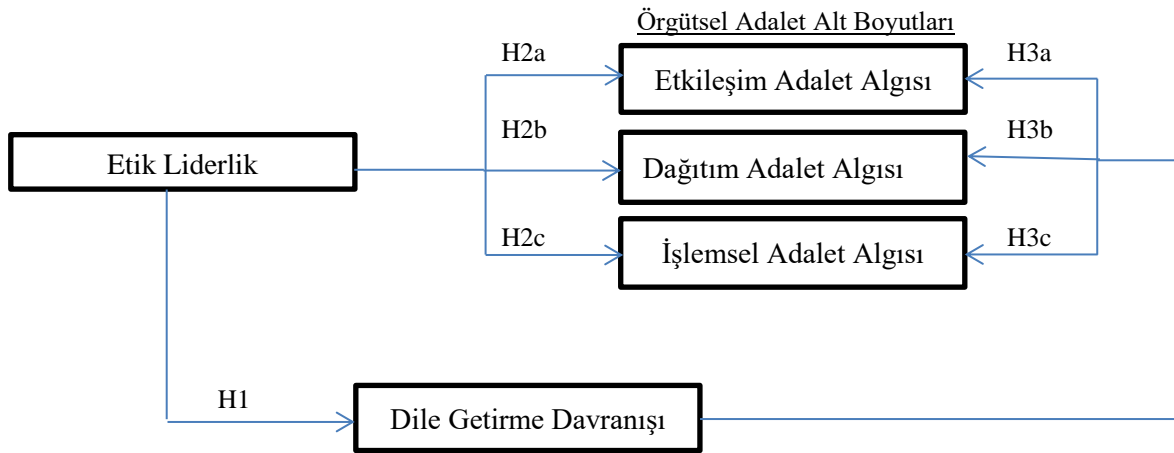 Örgütsel Adalet Alt Boyutları
H2a
Etkileşim Adalet Algısı
H3a
H2b
H3b
Etik Liderlik
Dağıtım Adalet Algısı
H2c
H3c
İşlemsel Adalet Algısı
H1
Dile Getirme Davranışı